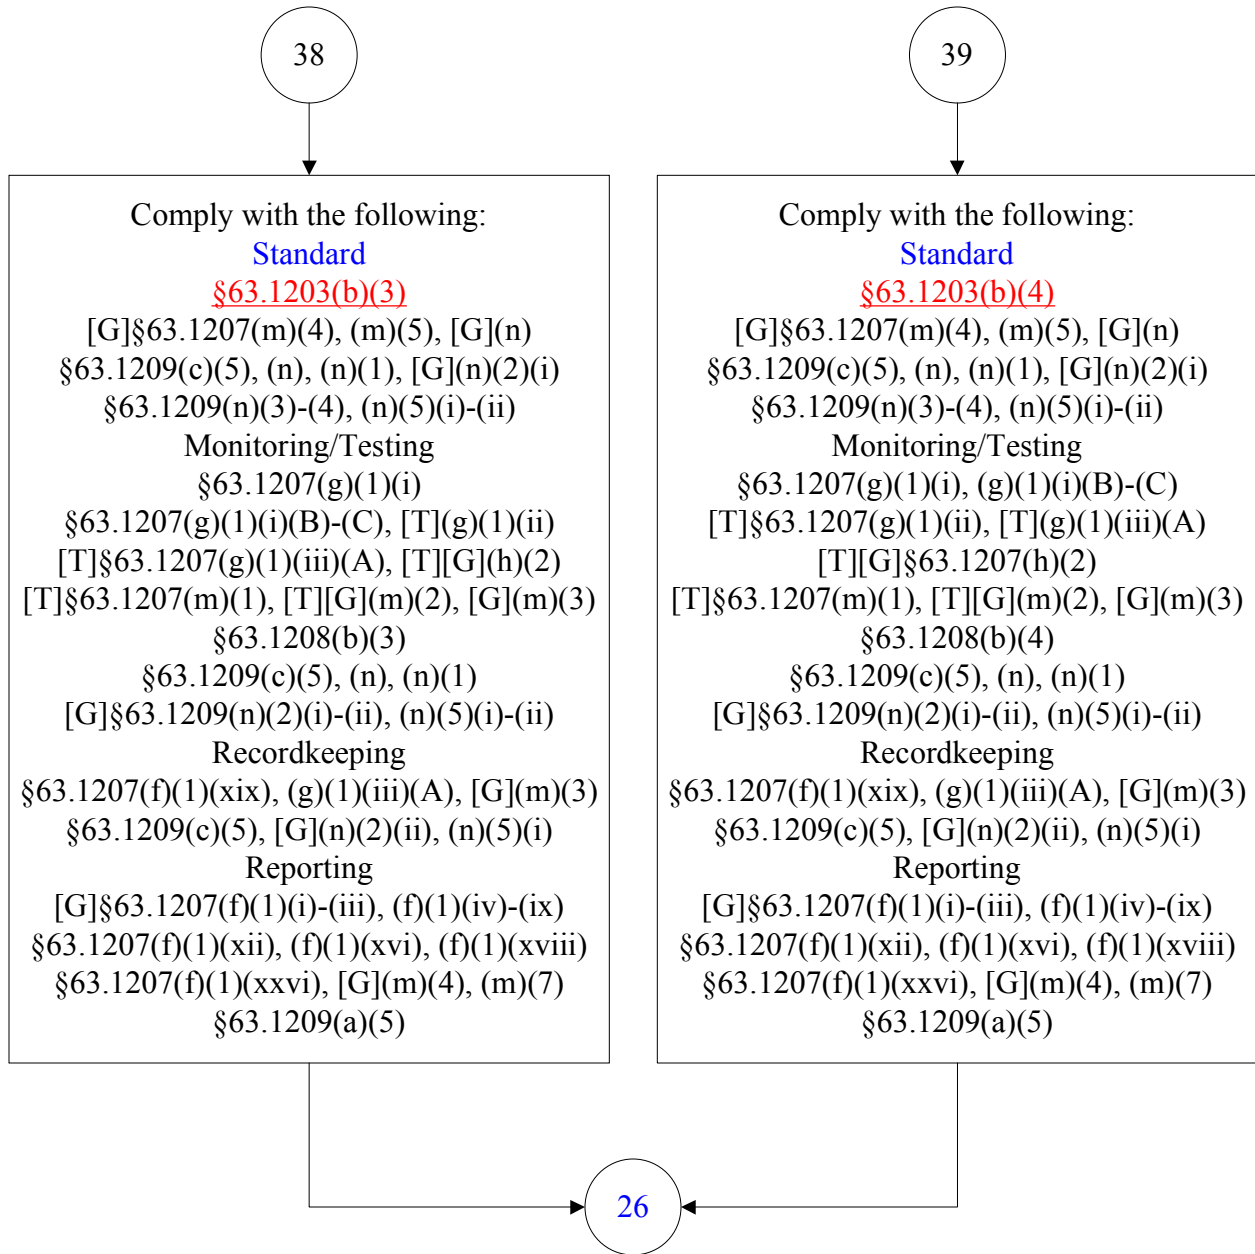 38
Comply with the following:
Standard
§63.1203(b)(3)
[G]§63.1207(m)(4), (m)(5), [G](n)
§63.1209(c)(5), (n), (n)(1), [G](n)(2)(i)
§63.1209(n)(3)-(4), (n)(5)(i)-(ii)
Monitoring/Testing
§63.1207(g)(1)(i)
§63.1207(g)(1)(i)(B)-(C), [T](g)(1)(ii)
[T]§63.1207(g)(1)(iii)(A), [T][G](h)(2)
[T]§63.1207(m)(1), [T][G](m)(2), [G](m)(3)
§63.1208(b)(3)
§63.1209(c)(5), (n), (n)(1)
[G]§63.1209(n)(2)(i)-(ii), (n)(5)(i)-(ii)
Recordkeeping
§63.1207(f)(1)(xix), (g)(1)(iii)(A), [G](m)(3)
§63.1209(c)(5), [G](n)(2)(ii), (n)(5)(i)
Reporting
[G]§63.1207(f)(1)(i)-(iii), (f)(1)(iv)-(ix)
§63.1207(f)(1)(xii), (f)(1)(xvi), (f)(1)(xviii)
§63.1207(f)(1)(xxvi), [G](m)(4), (m)(7)
§63.1209(a)(5)
39
Comply with the following:
Standard
§63.1203(b)(4)
[G]§63.1207(m)(4), (m)(5), [G](n)
§63.1209(c)(5), (n), (n)(1), [G](n)(2)(i)
§63.1209(n)(3)-(4), (n)(5)(i)-(ii)
Monitoring/Testing
§63.1207(g)(1)(i), (g)(1)(i)(B)-(C)
[T]§63.1207(g)(1)(ii), [T](g)(1)(iii)(A)
[T][G]§63.1207(h)(2)
[T]§63.1207(m)(1), [T][G](m)(2), [G](m)(3)
§63.1208(b)(4)
§63.1209(c)(5), (n), (n)(1)
[G]§63.1209(n)(2)(i)-(ii), (n)(5)(i)-(ii)
Recordkeeping
§63.1207(f)(1)(xix), (g)(1)(iii)(A), [G](m)(3)
§63.1209(c)(5), [G](n)(2)(ii), (n)(5)(i)
Reporting
[G]§63.1207(f)(1)(i)-(iii), (f)(1)(iv)-(ix)
§63.1207(f)(1)(xii), (f)(1)(xvi), (f)(1)(xviii)
§63.1207(f)(1)(xxvi), [G](m)(4), (m)(7)
§63.1209(a)(5)
26